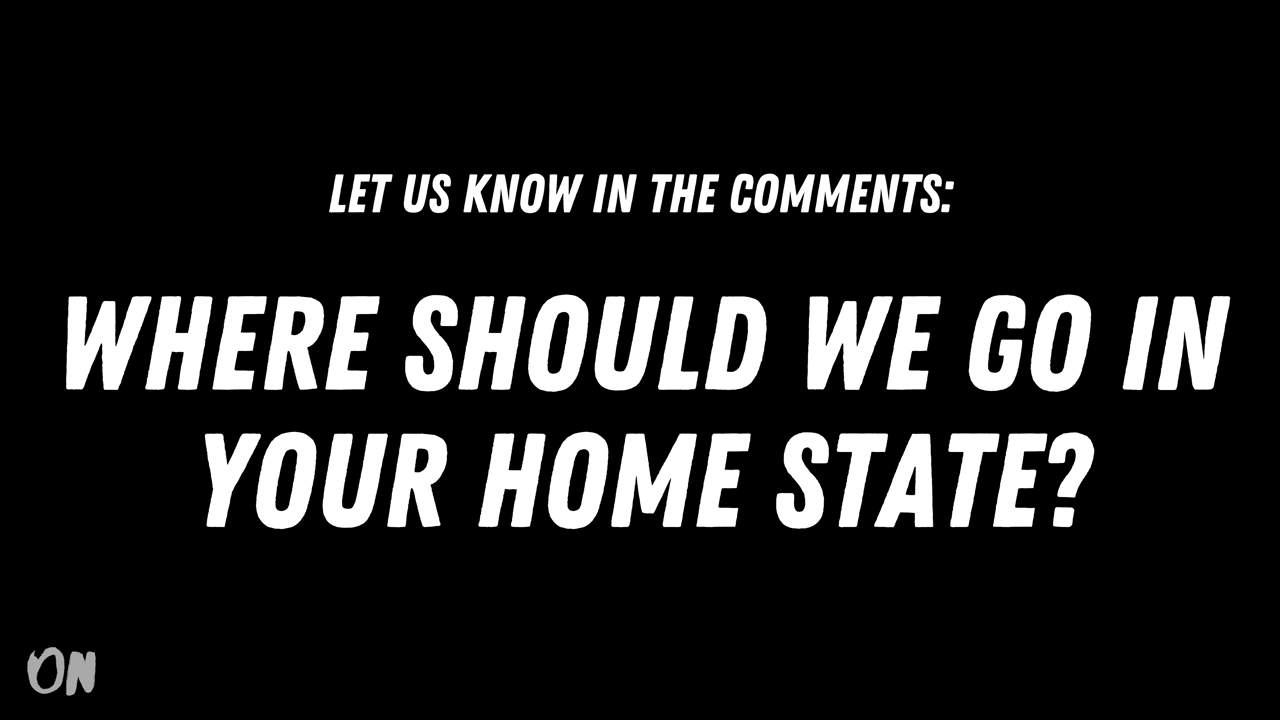 LET US KNOW IN THE COMMENTS:
WHERE SHOULD WE GO IN
YOUR HOME STATE?
ON